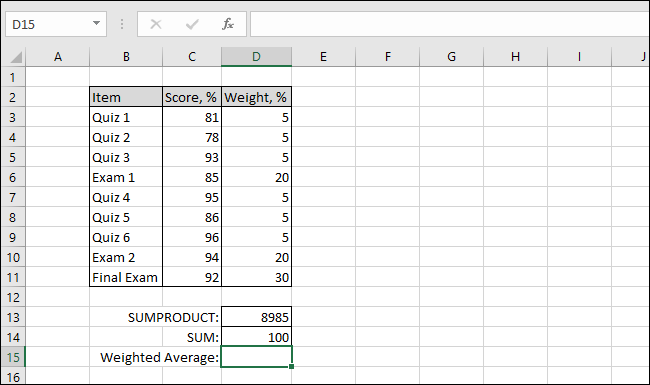 D15 fx
A B C D E F G H I J
1
2 Item Score, % Weight, %
3 Quiz 1 81 5
4 Quiz 2 78 5
5 Quiz 3 93 5
6 Exam 1 85 20
7 Quiz 4 95 5
8 Quiz 5 86 5
9 Quiz 6 96 5
10 Exam 2 94 20
11 Final Exam 92 30
12
13 SUMPRODUCT: 8985
14 SUM: 100
15 Weighted Average:
16